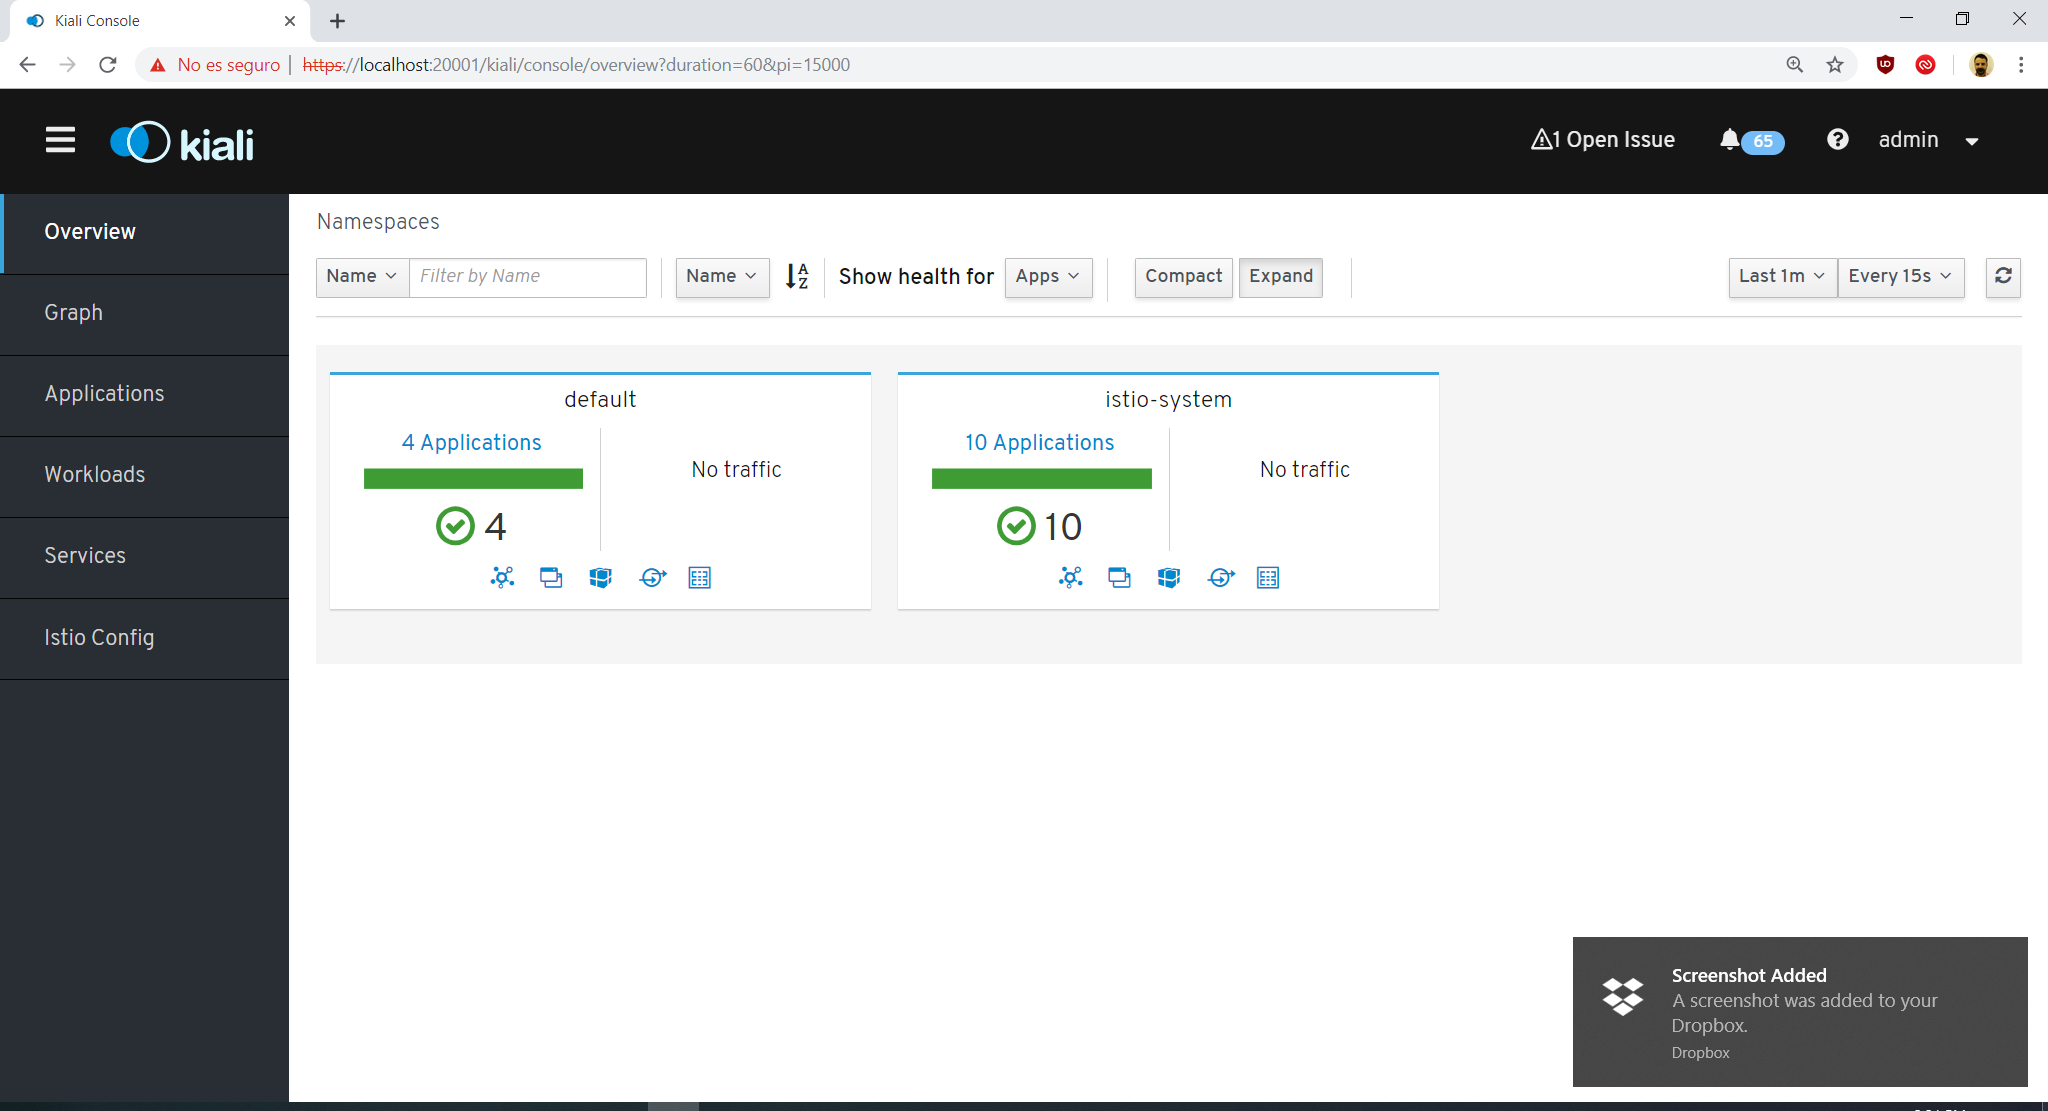 Kiali Console
No es seguro https://localhost:20001/kiali/console/overview?duration=60&pi=15000
kiali
1 Open Issue
65
admin
Overview
Graph
Applications
Workloads
Services
Istio Config
Namespaces
Name
Filter by Name
Name
A
Z
Show health for
Apps
Compact
Expand
Last 1m
Every 15s
default
4 Applications
No traffic
4
istio-system
10 Applications
No traffic
10
Screenshot Added
A screenshot was added to your
Dropbox.
Dropbox